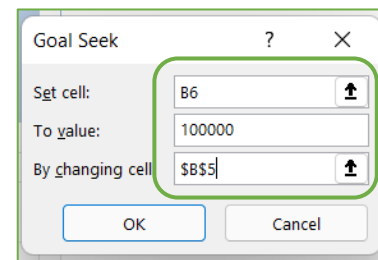 Goal Seek ? ×
Set cell: B6
To value: 100000
By changing cell $B$5
OK Cancel